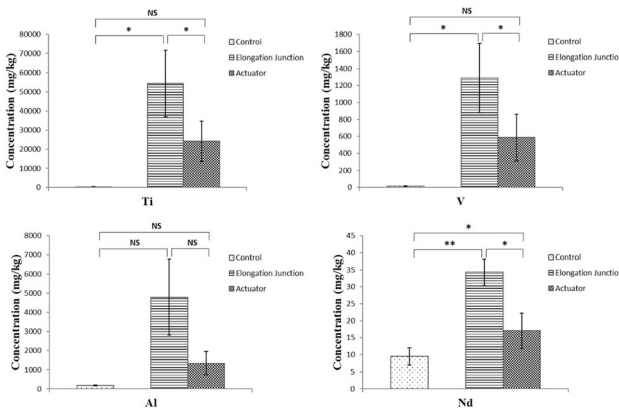 NS
*
*
80000
70000
60000
50000
40000
30000
20000
10000
0
Concentration (mg/kg)
Control
Elongation Junction
Actuator
Ti
NS
*
*
1800
1600
1400
1200
1000
800
600
400
200
0
Concentration (mg/kg)
Control
Elongation Junction
Actuator
V
NS
NS
NS
8000
7000
6000
5000
4000
3000
2000
1000
0
Concentration (mg/kg)
Control
Elongation Junction
Actuator
Al
*
**
*
45
40
35
30
25
20
15
10
5
0
Concentration (mg/kg)
Control
Elongation Junctio
Actuator
Nd